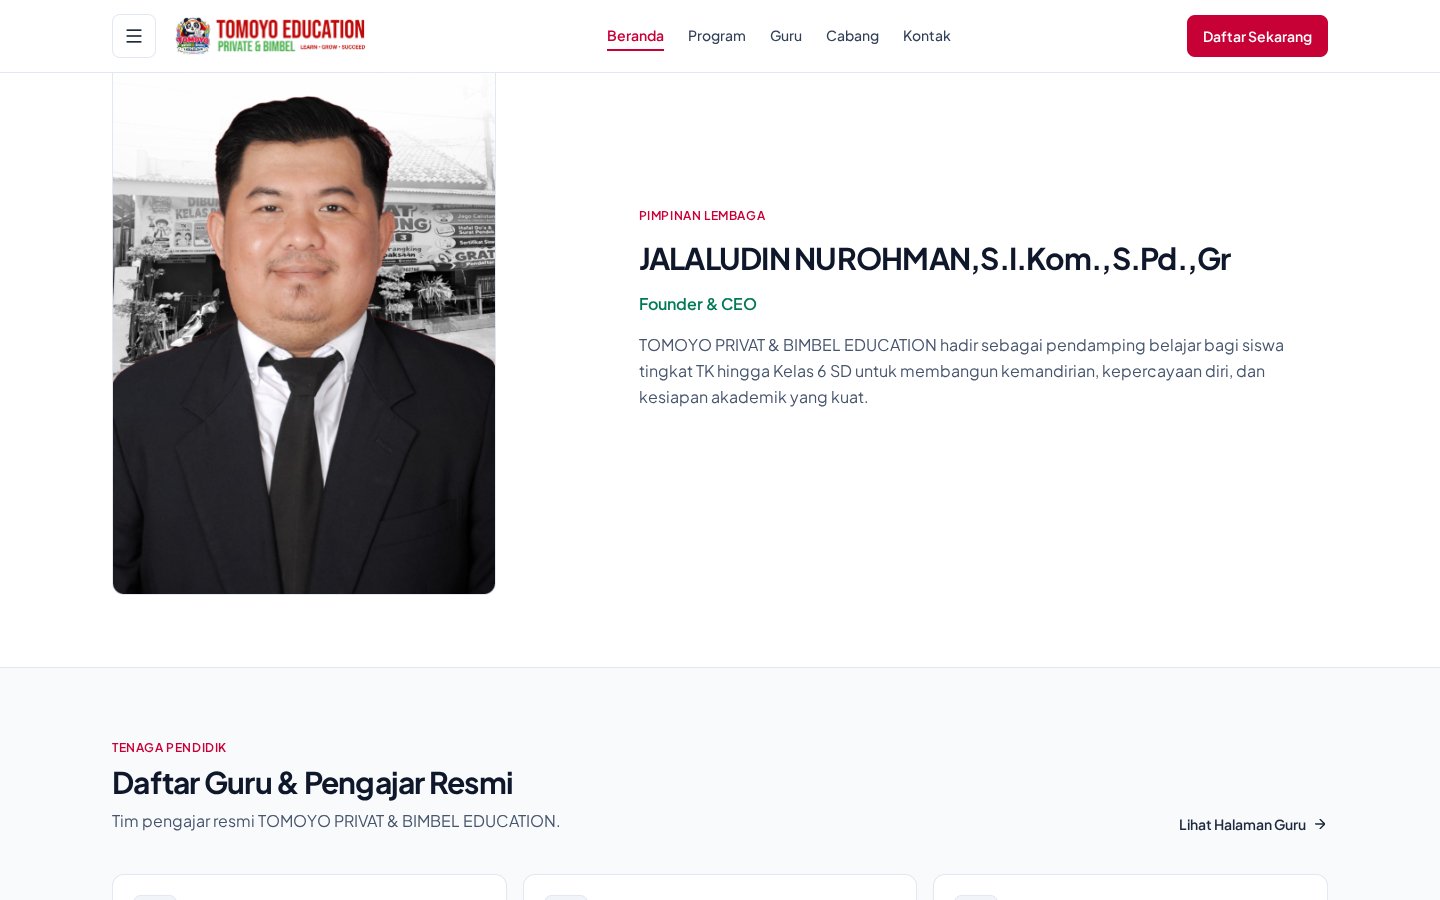 TOMOYO EDUCATION
PRIVATE & BIMBEL LEARN • GROW • SUCCEED
Beranda Program Guru Cabang Kontak
Daftar Sekarang
PIMPINAN LEMBAGA
JALALUDIN NUROHMAN,S.I.Kom.,S.Pd.,Gr
Founder & CEO
TOMOYO PRIVAT & BIMBEL EDUCATION hadir sebagai pendamping belajar bagi siswa
tingkat TK hingga Kelas 6 SD untuk membangun kemandirian, kepercayaan diri, dan
kesiapan akademik yang kuat.
TENAGA PENDIDIK
Daftar Guru & Pengajar Resmi
Tim pengajar resmi TOMOYO PRIVAT & BIMBEL EDUCATION.
Lihat Halaman Guru